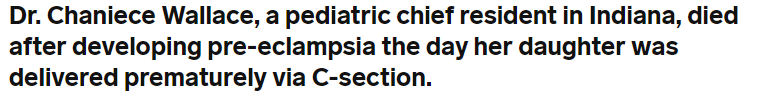 Dr. Chaniece Wallace, a pediatric chief resident in Indiana, died
after developing pre-eclampsia the day her daughter was
delivered prematurely via C-section.